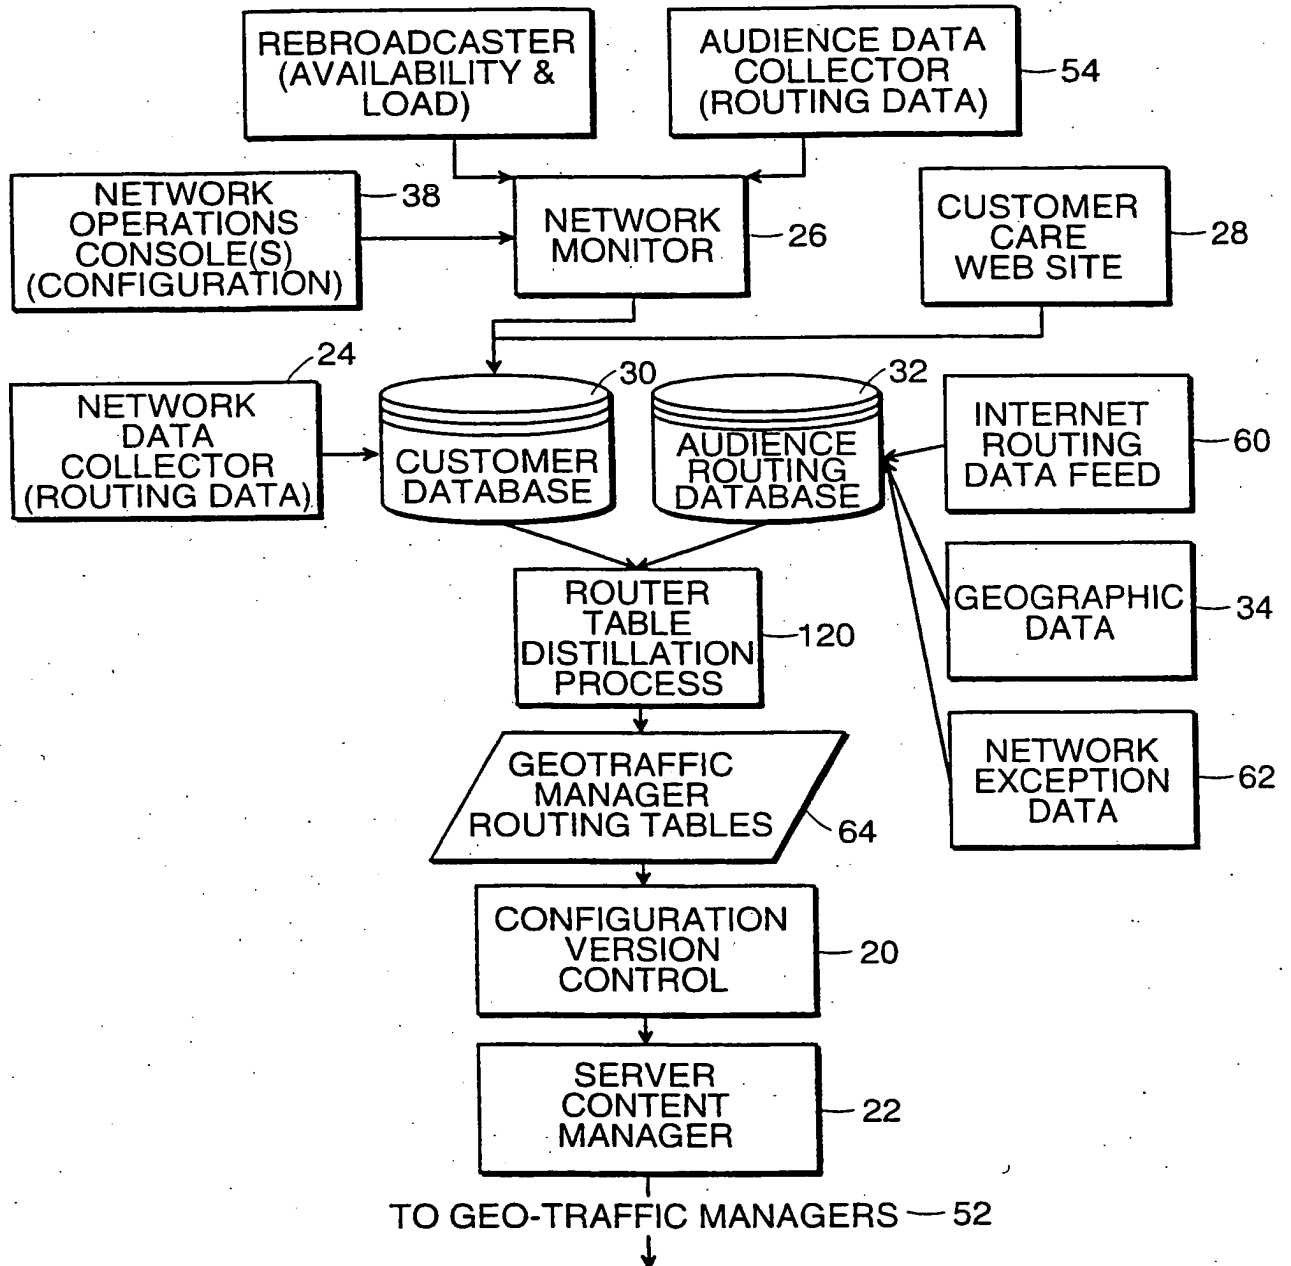 REBROADCASTER
(AVAILABILITY &
LOAD)
AUDIENCE DATA
COLLECTOR
(ROUTING DATA)
54
NETWORK
OPERATIONS
CONSOLE(S)
(CONFIGURATION)
38
NETWORK
MONITOR
26
CUSTOMER
CARE
WEB SITE
28
24
NETWORK
DATA
COLLECTOR
(ROUTING DATA)
30
CUSTOMER
DATABASE
32
AUDIENCE
ROUTING
DATABASE
INTERNET
ROUTING
DATA FEED
60
GEOGRAPHIC
DATA
34
ROUTER
TABLE
DISTILLATION
PROCESS
120
NETWORK
EXCEPTION
DATA
62
GEOTRAFFIC
MANAGER
ROUTING TABLES
64
CONFIGURATION
VERSION
CONTROL
20
SERVER
CONTENT
MANAGER
22
TO GEO-TRAFFIC MANAGERS
52